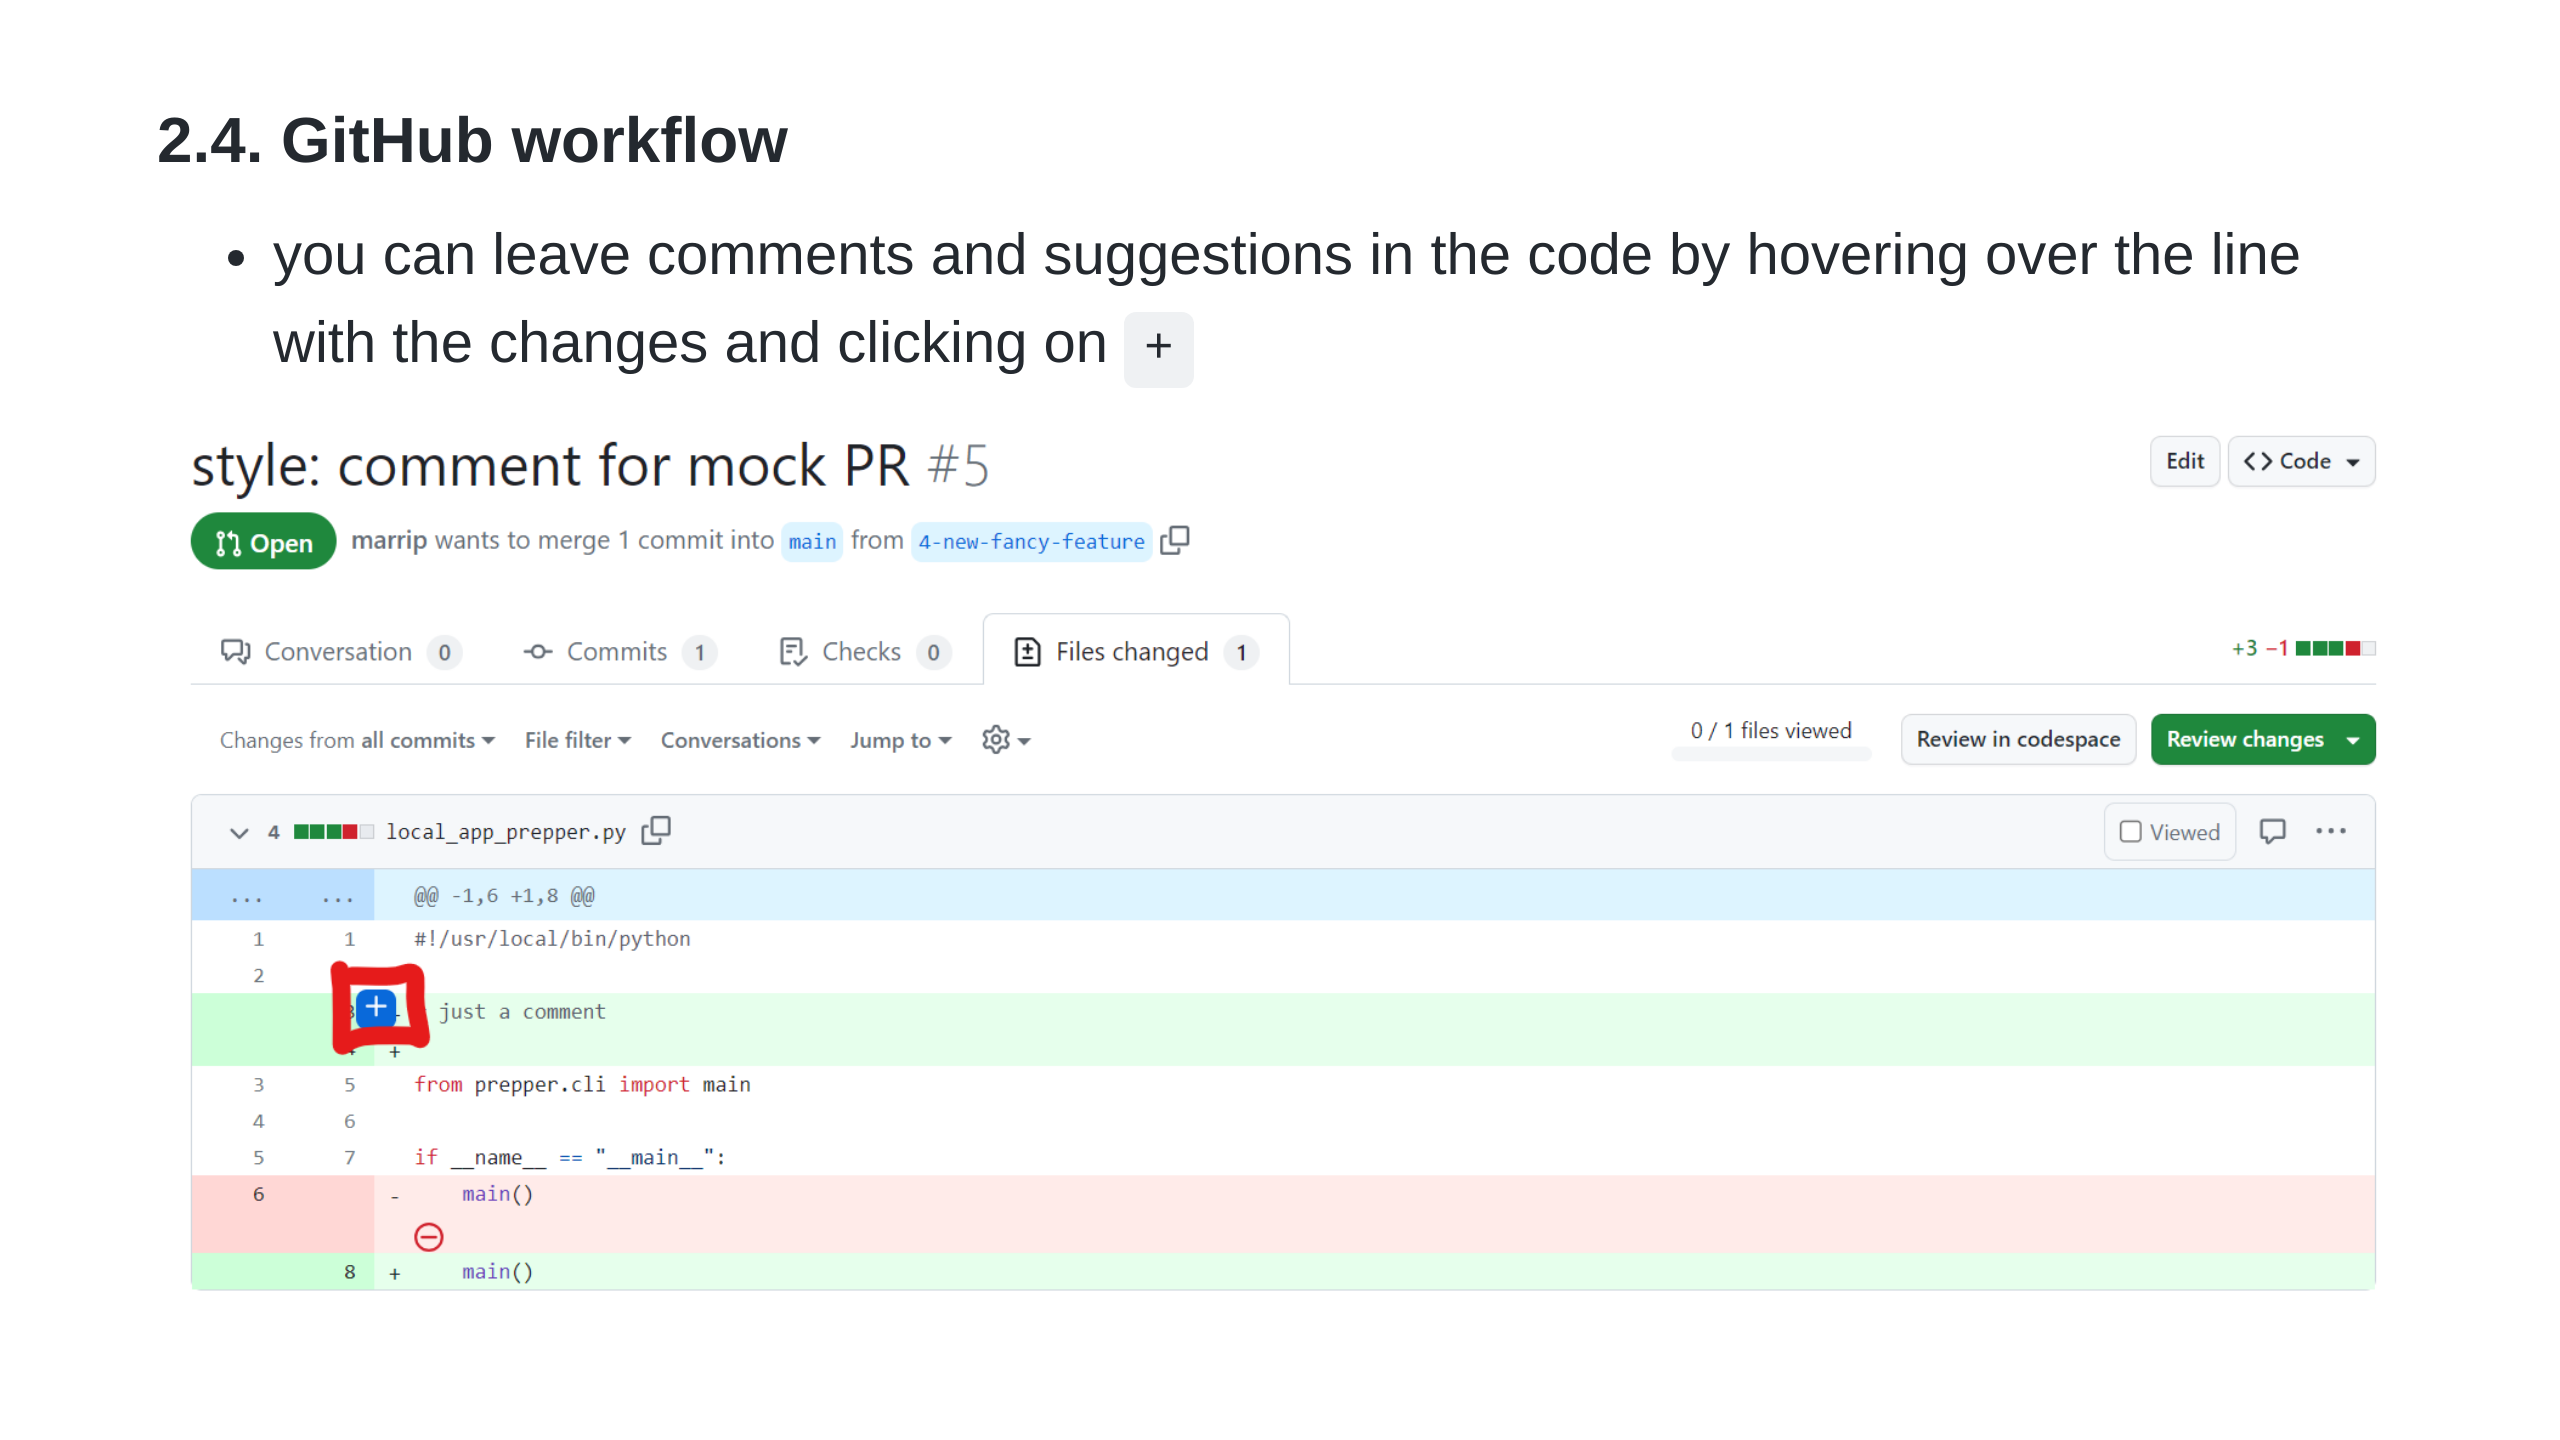 2.4. GitHub workflow
• you can leave comments and suggestions in the code by hovering over the line
with the changes and clicking on +
style: comment for mock PR #5
Edit <> Code
Open marrip wants to merge 1 commit into main from 4-new-fancy-feature
Conversation 0 Commits 1 Checks 0 Files changed 1 +3 −1
Changes from all commits File filter Conversations Jump to 0 / 1 files viewed Review in codespace Review changes
4 local_app_prepper.py Viewed ...
... ... @@ -1,6 +1,8 @@
1 1 #!/usr/local/bin/python
2
+ just a comment
+
3 5 from prepper.cli import main
4 6
5 7 if __name__ == "__main__":
6 - main()
8 + main()